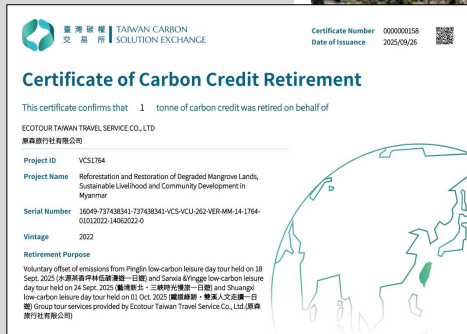 臺灣碳權交易所
TAIWAN CARBON
SOLUTION EXCHANGE
Certificate Number 0000000158
Date of Issuance 2025/09/26
Certificate of Carbon Credit Retirement
This certificate confirms that 1 tonne of carbon credit was retired on behalf of
ECOTOUR TAIWAN TRAVEL SERVICE CO., LTD
原森旅行社有限公司
Project ID VCS1764
Project Name Reforestation and Restoration of Degraded Mangrove Lands,
Sustainable Livelihood and Community Development in
Myanmar
Serial Number 16049-737438341-737438341-VCS-VCU-262-VER-MM-14-1764-
01012022-14062022-0
Vintage 2022
Retirement Purpose
Voluntary offset of emissions from Pinglin low-carbon leisure day tour held on 18
Sept. 2025 (水源茶香坪林低碳漫遊一日遊) and Sanxia &Yingge low-carbon leisure
day tour held on 24 Sept. 2025 (藝境新北・三峽時光慢旅一日遊) and Shuangxi
low-carbon leisure day tour held on 01 Oct. 2025 (鐵道綠跡・雙溪人文走讀一日
遊) Group tour services provided by Ecotour Taiwan Travel Service Co., Ltd.(原森
旅行社有限公司)